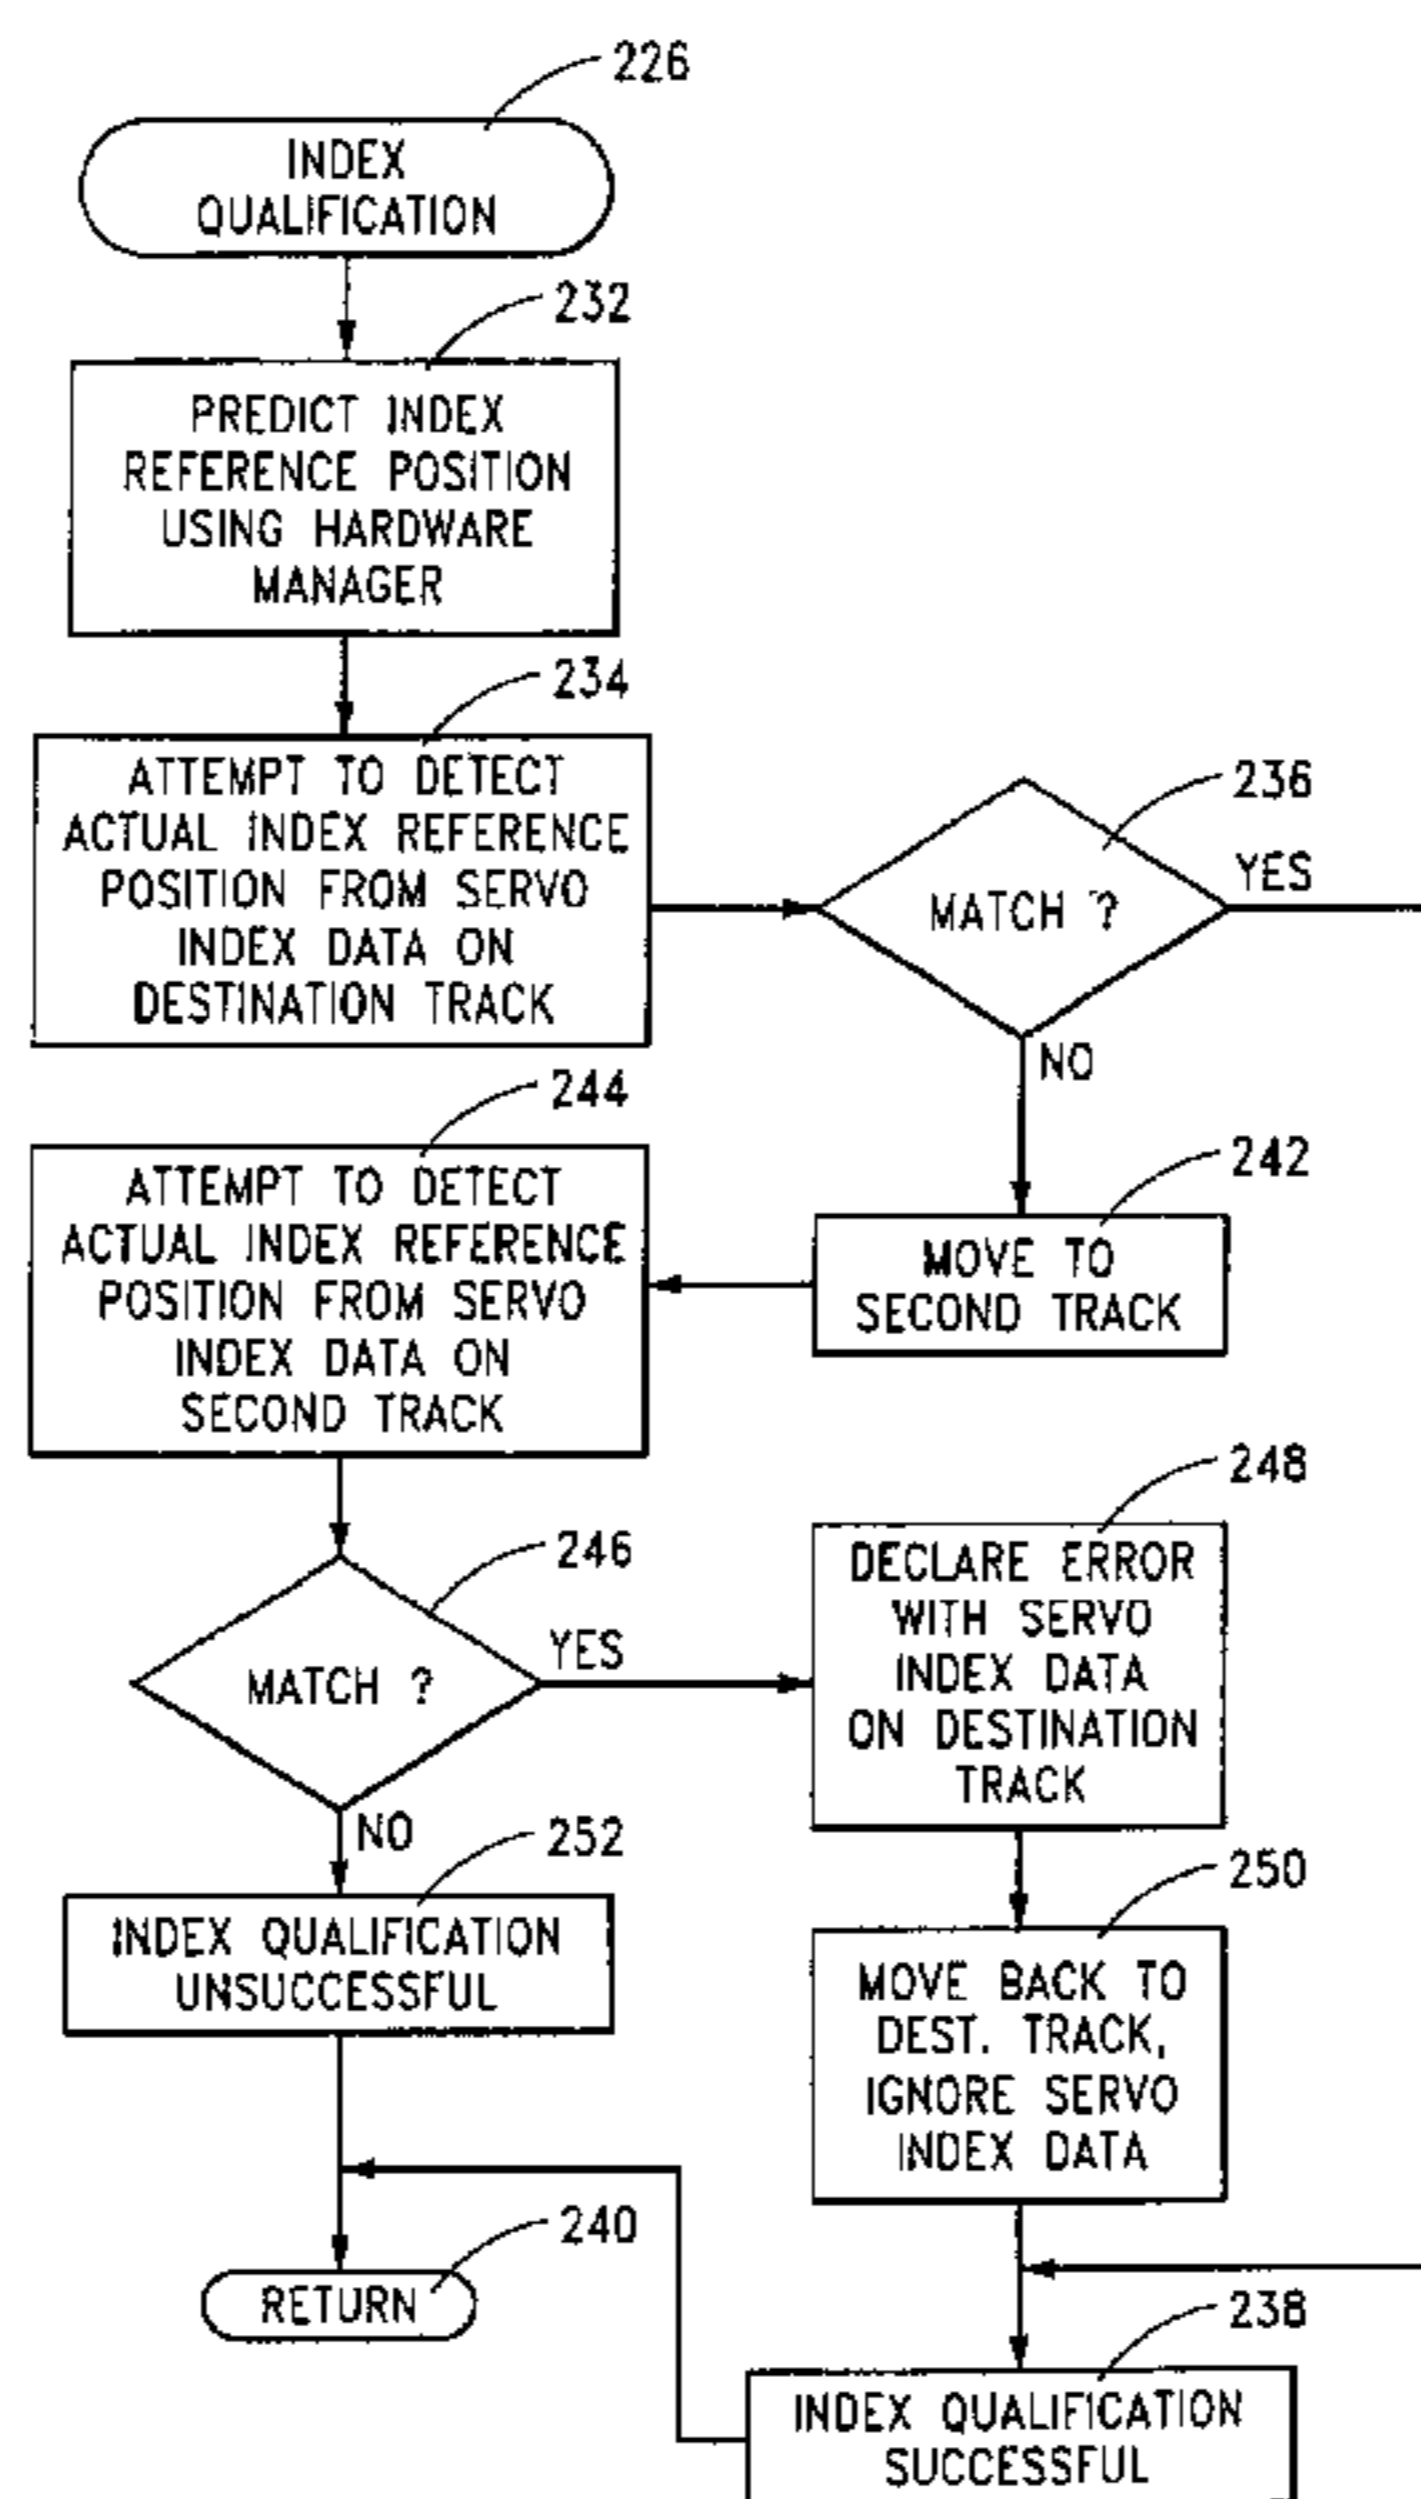 226
INDEX
QUALIFICATION
232
PREDICT INDEX
REFERENCE POSITION
USING HARDWARE
MANAGER
234
ATTEMPT TO DETECT
ACTUAL INDEX REFERENCE
POSITION FROM SERVO
INDEX DATA ON
DESTINATION TRACK
236
MATCH ?
YES
NO
242
MOVE TO
SECOND TRACK
244
ATTEMPT TO DETECT
ACTUAL INDEX REFERENCE
POSITION FROM SERVO
INDEX DATA ON
SECOND TRACK
246
MATCH ?
YES
NO
248
DECLARE ERROR
WITH SERVO
INDEX DATA
ON DESTINATION
TRACK
250
MOVE BACK TO
DEST. TRACK,
IGNORE SERVO
INDEX DATA
252
INDEX QUALIFICATION
UNSUCCESSFUL
240
RETURN
238
INDEX QUALIFICATION
SUCCESSFUL